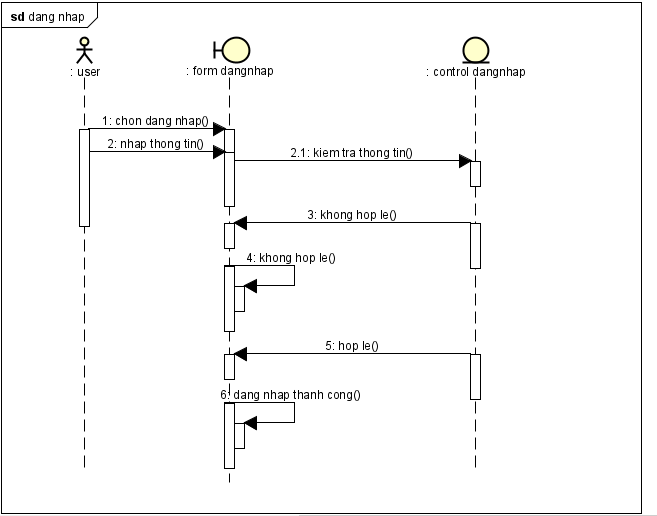 sd dang nhap
: user
: form dangnhap
: control dangnhap
1: chon dang nhap()
2: nhap thong tin()
2.1: kiem tra thong tin()
3: khong hop le()
4: khong hop le()
5: hop le()
6: dang nhap thanh cong()